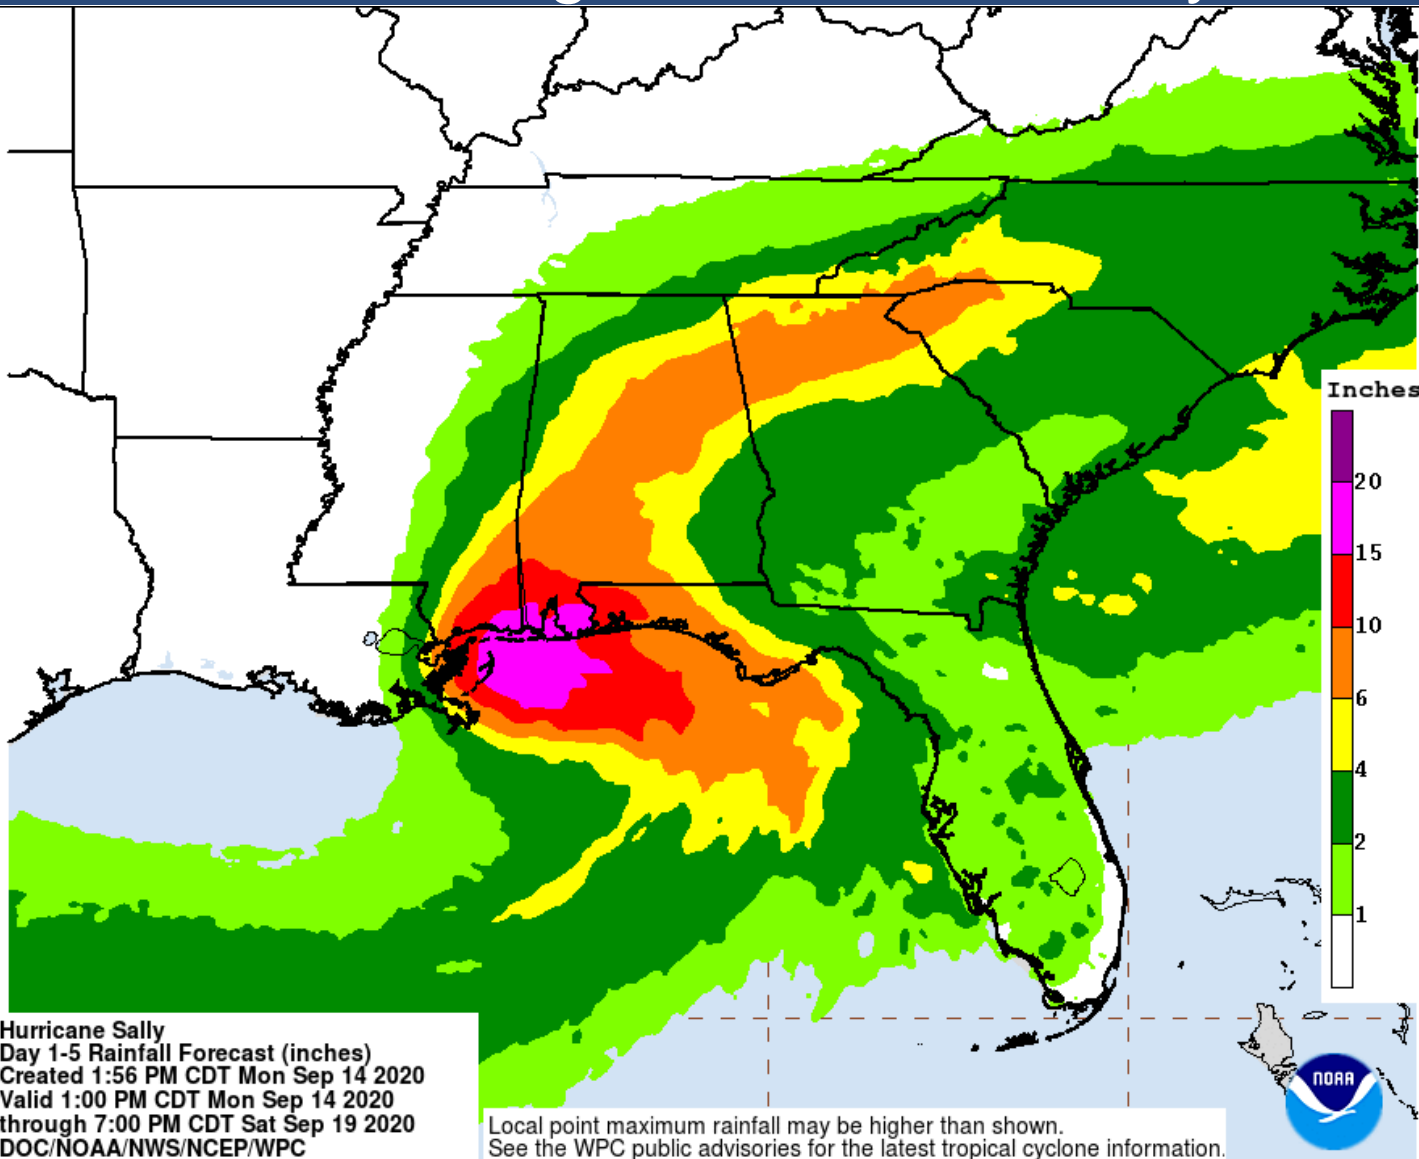 Inches
20
15
10
6
4
2
1
Hurricane Sally
Day 1-5 Rainfall Forecast (inches)
Created 1:56 PM CDT Mon Sep 14 2020
Valid 1:00 PM CDT Mon Sep 14 2020
through 7:00 PM CDT Sat Sep 19 2020
DOC/NOAA/NWS/NCEP/WPC
Local point maximum rainfall may be higher than shown.
See the WPC public advisories for the latest tropical cyclone information.
NOAA